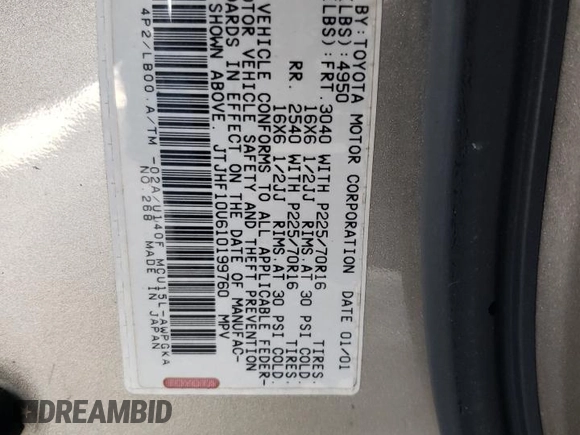 BY:TOYOTA MOTOR CORPORATION DATE 01/01
(LBS):4950
(LBS):FRT. 3040 WITH P225/70R16 TIRES.
16X6 1/2JJ RIMS.AT 30 PSI COLD.
RR. 2540 WITH P225/70R16 TIRES.
16X6 1/2JJ RIMS.AT 30 PSI COLD.
VEHICLE CONFORMS TO ALL APPLICABLE FEDER-
MOTOR VEHICLE SAFETY AND THEFT PREVENTION
DARDS IN EFFECT ON THE DATE OF MANUFAC-
SHOWN ABOVE. JTJHF10U610199760 MPV
4P2/LB00.A/TM -02A/U140F MCU15L-AWPGKA
NO.268 MADE IN JAPAN
DREAMBID